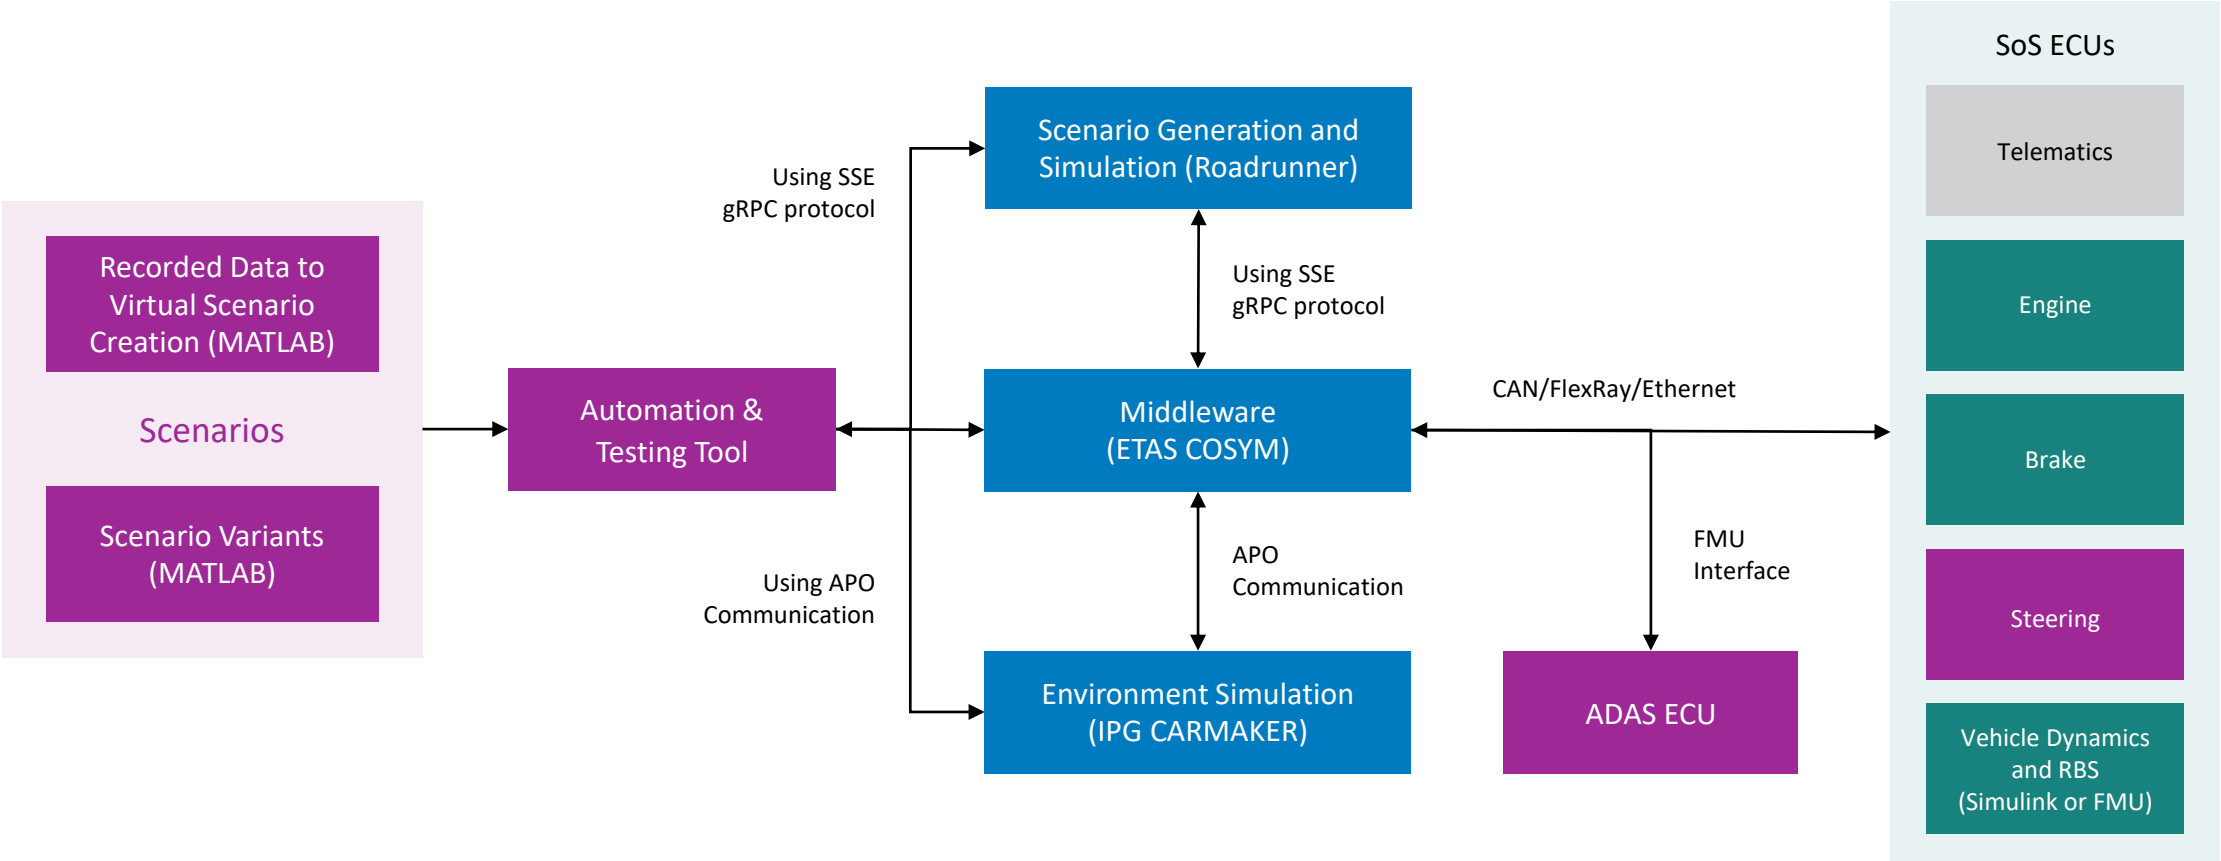 Recorded Data to
Virtual Scenario
Creation (MATLAB)
Scenarios
Scenario Variants
(MATLAB)
Automation &
Testing Tool
Using SSE
gRPC protocol
Using APO
Communication
Scenario Generation and
Simulation (Roadrunner)
Using SSE
gRPC protocol
Middleware
(ETAS COSYM)
APO
Communication
Environment Simulation
(IPG CARMAKER)
CAN/FlexRay/Ethernet
FMU
Interface
ADAS ECU
SoS ECUs
Telematics
Engine
Brake
Steering
Vehicle Dynamics
and RBS
(Simulink or FMU)